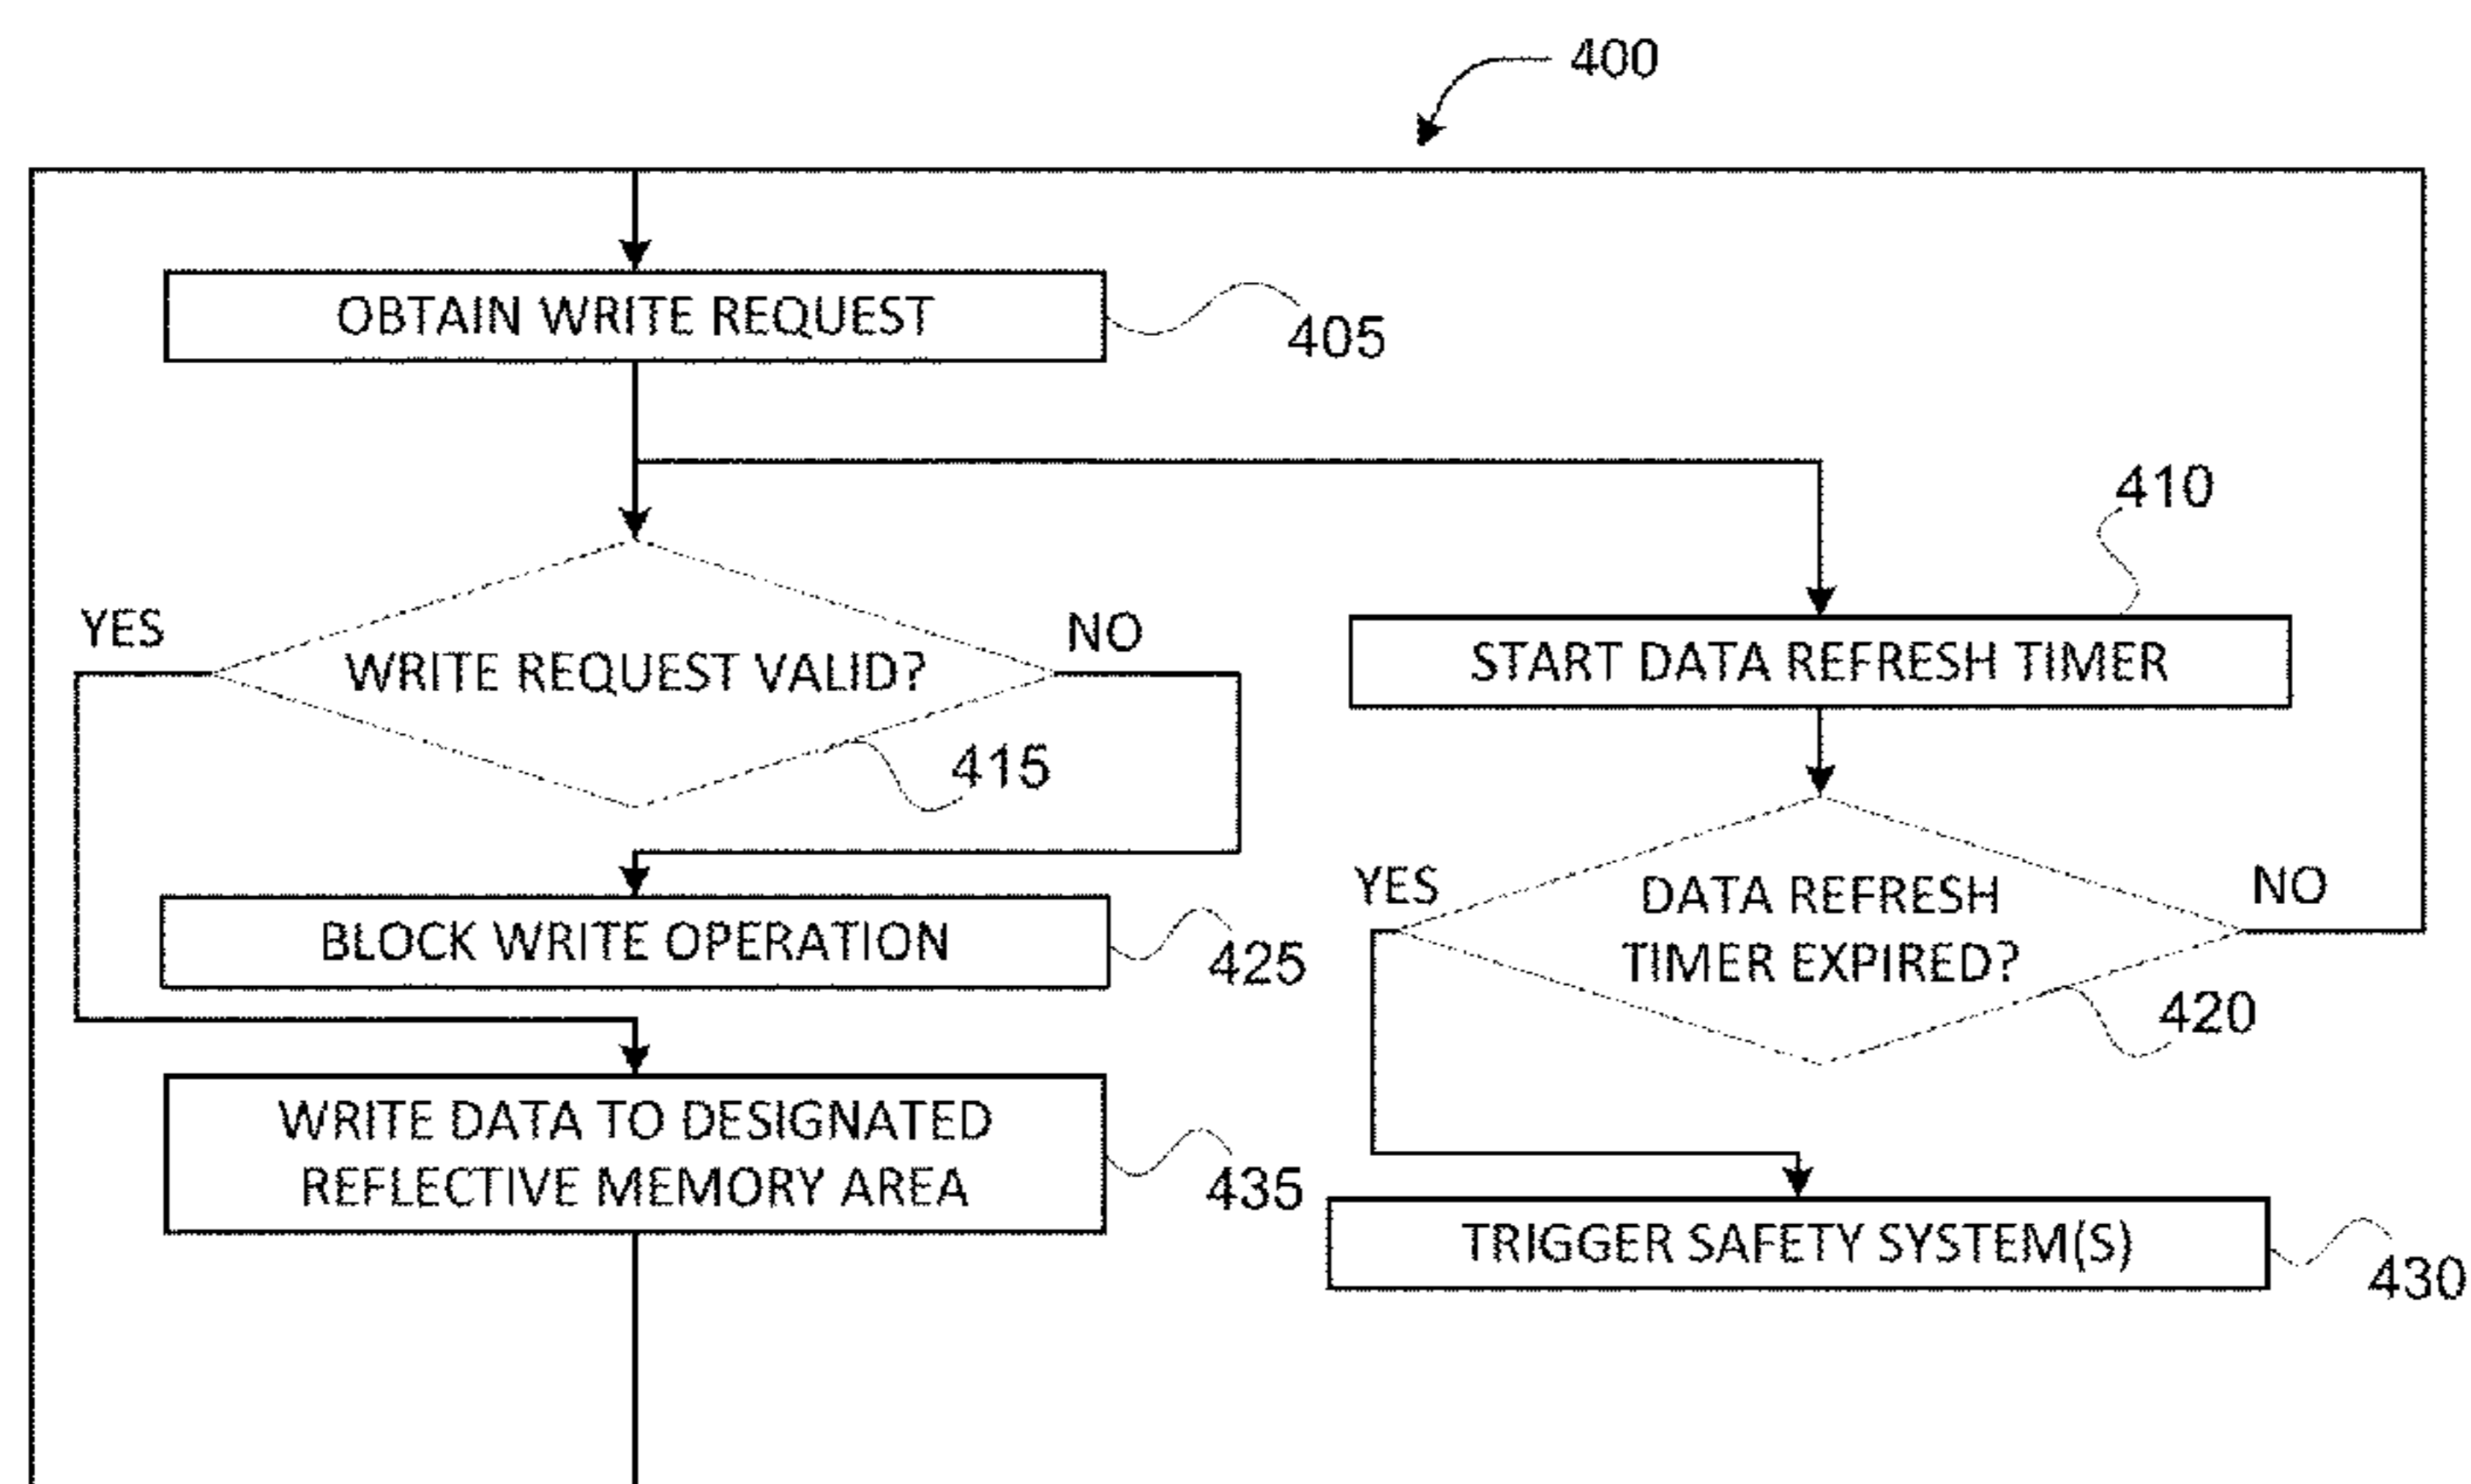 400
OBTAIN WRITE REQUEST
405
410
YES
NO
WRITE REQUEST VALID?
START DATA REFRESH TIMER
415
YES
DATA REFRESH
TIMER EXPIRED?
NO
BLOCK WRITE OPERATION
425
420
WRITE DATA TO DESIGNATED
REFLECTIVE MEMORY AREA
435
TRIGGER SAFETY SYSTEM(S)
430